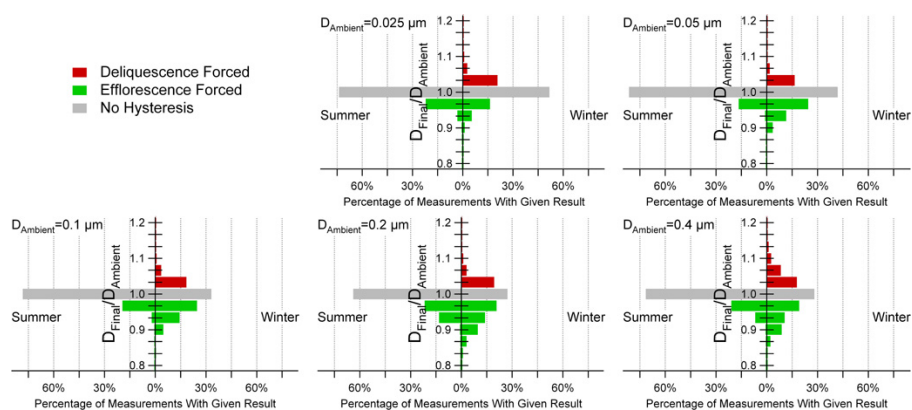 Deliquescence Forced
Efflorescence Forced
No Hysteresis
D_Ambient=0.025 µm
1.2
1.1
1.0
0.9
0.8
D_Final/D_Ambient
Summer
Winter
60% 30% 0% 30% 60%
Percentage of Measurements With Given Result
D_Ambient=0.05 µm
1.2
1.1
1.0
0.9
0.8
D_Final/D_Ambient
Summer
Winter
60% 30% 0% 30% 60%
Percentage of Measurements With Given Result
D_Ambient=0.1 µm
1.2
1.1
1.0
0.9
0.8
D_Final/D_Ambient
Summer
Winter
60% 30% 0% 30% 60%
Percentage of Measurements With Given Result
D_Ambient=0.2 µm
1.2
1.1
1.0
0.9
0.8
D_Final/D_Ambient
Summer
Winter
60% 30% 0% 30% 60%
Percentage of Measurements With Given Result
D_Ambient=0.4 µm
1.2
1.1
1.0
0.9
0.8
D_Final/D_Ambient
Summer
Winter
60% 30% 0% 30% 60%
Percentage of Measurements With Given Result